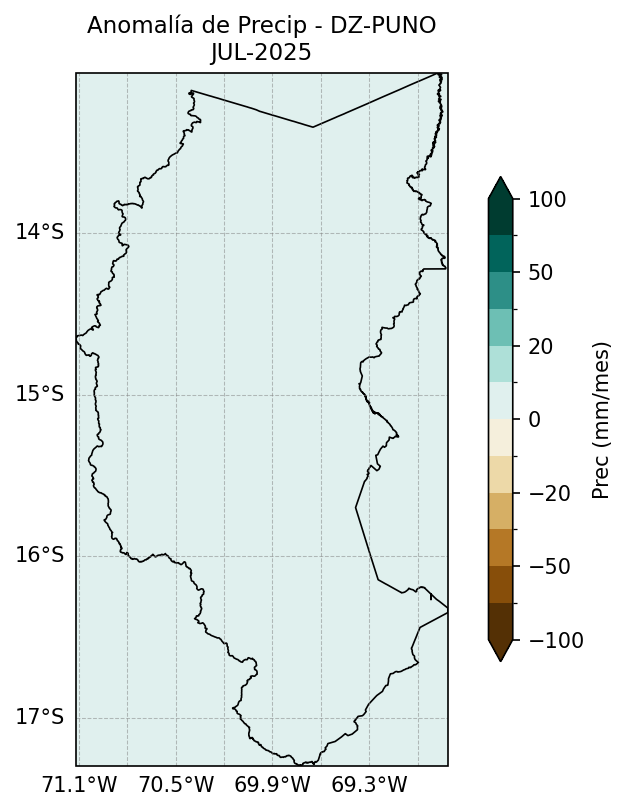 Anomalía de Precip - DZ-PUNO
JUL-2025
14°S
15°S
16°S
17°S
71.1°W 70.5°W 69.9°W 69.3°W
100
50
20
0
−20
−50
−100
Prec (mm/mes)